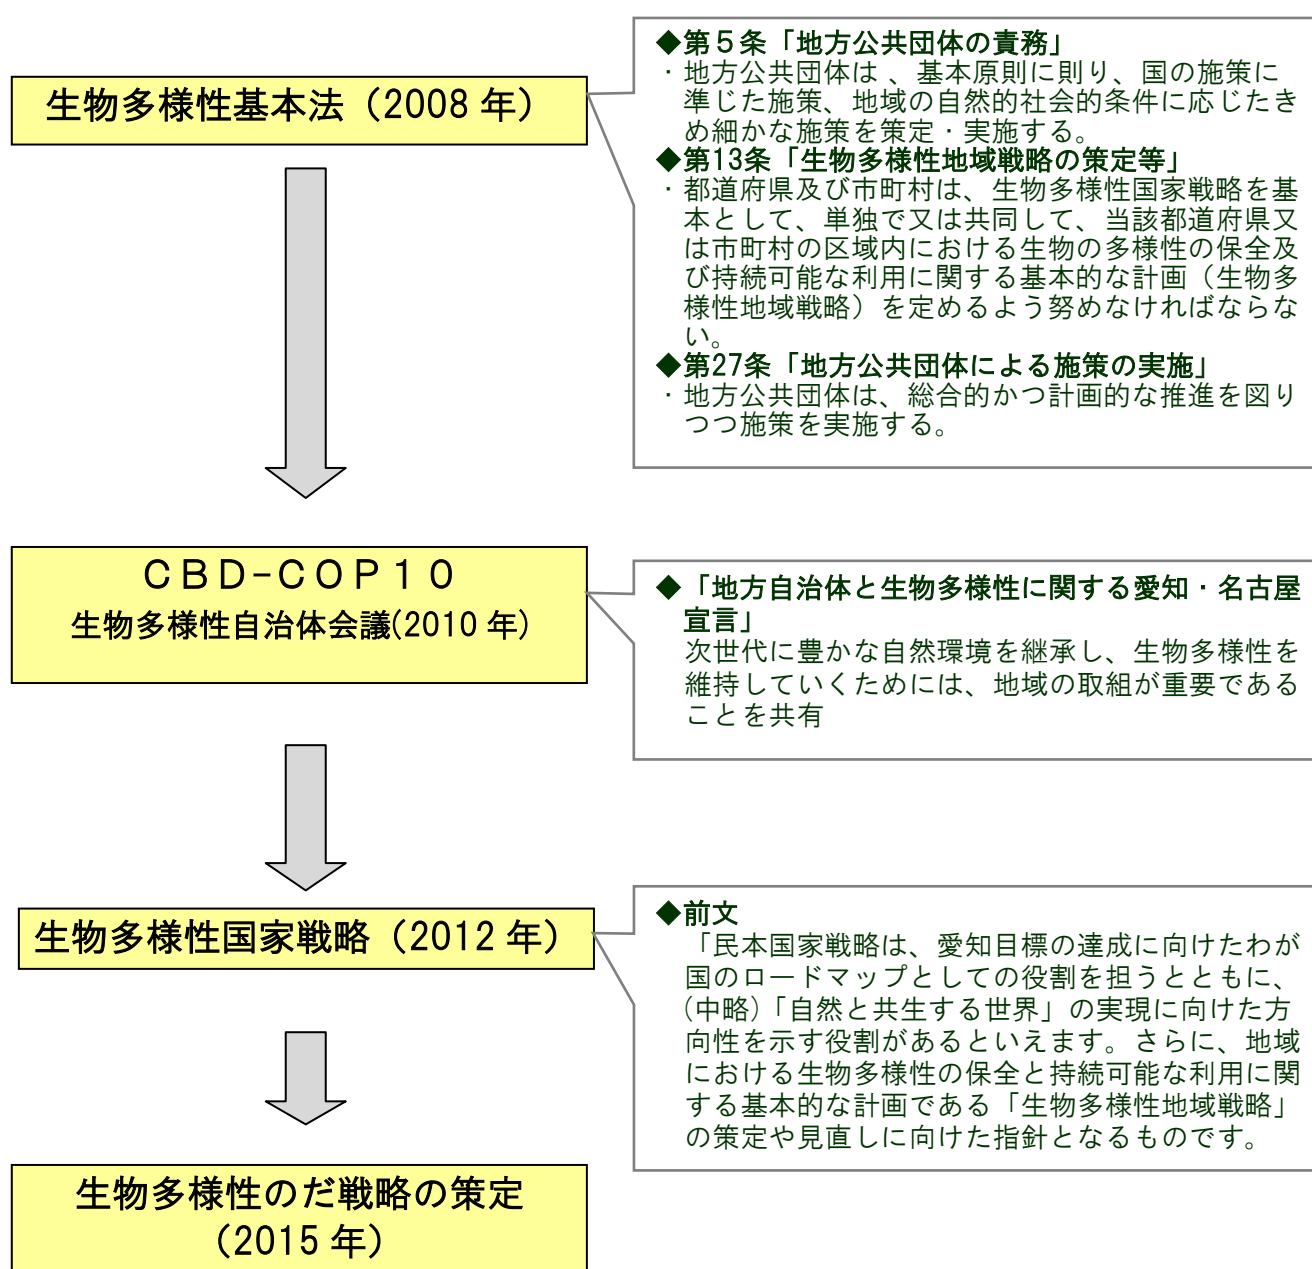 生物多様性基本法（2008 年）
◆第５条「地方公共団体の責務」
・地方公共団体は 、基本原則に則り、国の施策に
準じた施策、地域の自然的社会的条件に応じたき
め細かな施策を策定・実施する。
◆第13条「生物多様性地域戦略の策定等」
・都道府県及び市町村は、生物多様性国家戦略を基
本として、単独で又は共同して、当該都道府県又
は市町村の区域内における生物の多様性の保全及
び持続可能な利用に関する基本的な計画（生物多
様性地域戦略）を定めるよう努めなければならな
い。
◆第27条「地方公共団体による施策の実施」
・地方公共団体は、総合的かつ計画的な推進を図り
つつ施策を実施する。
ＣＢＤ−ＣＯＰ１０
生物多様性自治体会議(2010 年)
◆「地方自治体と生物多様性に関する愛知・名古屋
宣言」
次世代に豊かな自然環境を継承し、生物多様性を
維持していくためには、地域の取組が重要である
ことを共有
生物多様性国家戦略（2012 年）
◆前文
「民本国家戦略は、愛知目標の達成に向けたわが
国のロードマップとしての役割を担うとともに、
(中略)「自然と共生する世界」の実現に向けた方
向性を示す役割があるといえます。さらに、地域
における生物多様性の保全と持続可能な利用に関
する基本的な計画である「生物多様性地域戦略」
の策定や見直しに向けた指針となるものです。
生物多様性のだ戦略の策定
（2015 年）